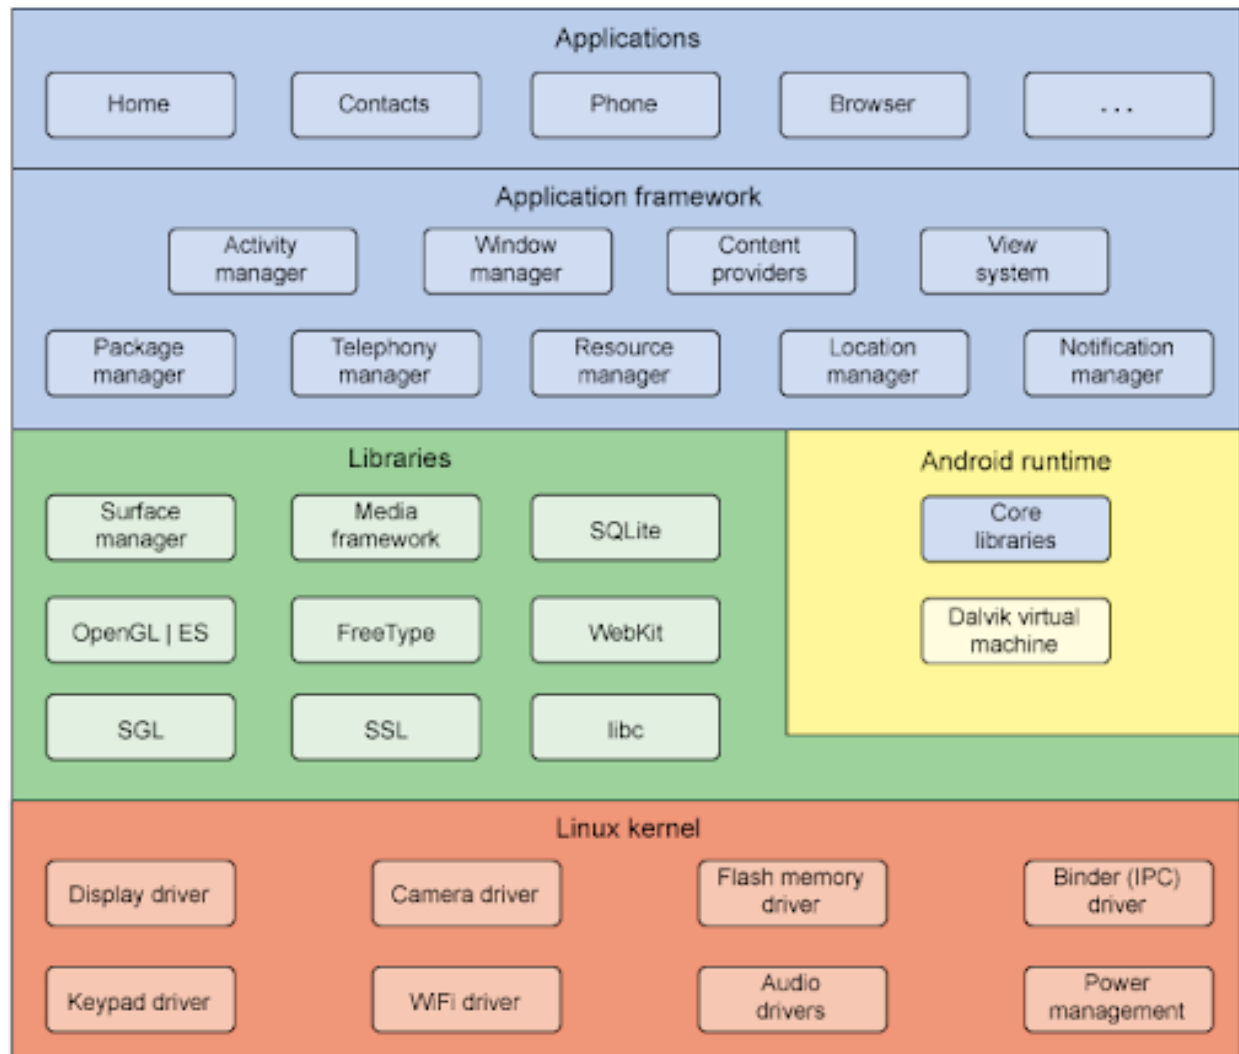 Applications
Home
Contacts
Phone
Browser
...
Application framework
Activity
manager
Window
manager
Content
providers
View
system
Package
manager
Telephony
manager
Resource
manager
Location
manager
Notification
manager
Libraries
Surface
manager
Media
framework
SQLite
OpenGL | ES
FreeType
WebKit
SGL
SSL
libc
Android runtime
Core
libraries
Dalvik virtual
machine
Linux kernel
Display driver
Camera driver
Flash memory
driver
Binder (IPC)
driver
Keypad driver
WiFi driver
Audio
drivers
Power
management